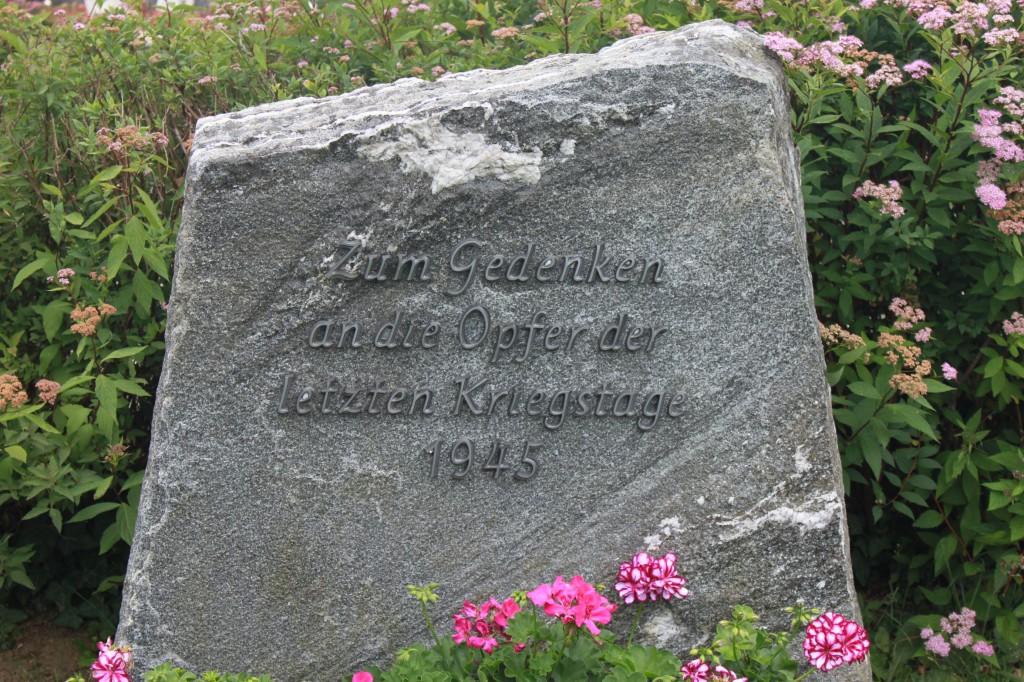 Zum Gedenken
an die Opfer der
letzten Kriegstage
1945